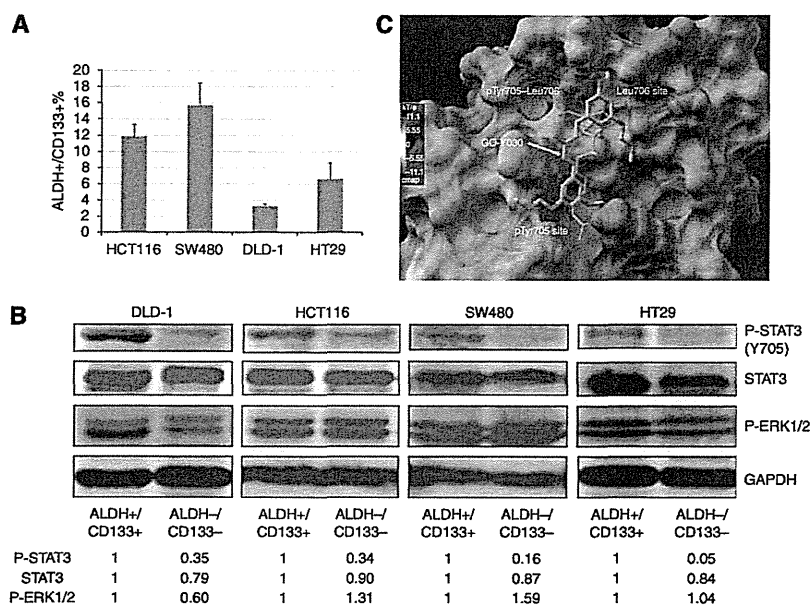 A
ALDH+/CD133+%
20
18
16
14
12
10
8
6
4
2
0
HCT116 SW480 DLD-1 HT29
C
pTyr705–Leu706
Leu706 site
pTyr705 site
B
DLD-1 HCT116 SW480 HT29
P-STAT3
(Y705)
STAT3
P-ERK1/2
GAPDH
ALDH+/ ALDH–/ ALDH+/ ALDH–/ ALDH+/ ALDH–/ ALDH+/ ALDH–/
CD133+ CD133– CD133+ CD133– CD133+ CD133– CD133+ CD133–
P-STAT3 1 0.35 1 0.34 1 0.16 1 0.05
STAT3 1 0.79 1 0.90 1 0.87 1 0.84
P-ERK1/2 1 0.60 1 1.31 1 1.59 1 1.04